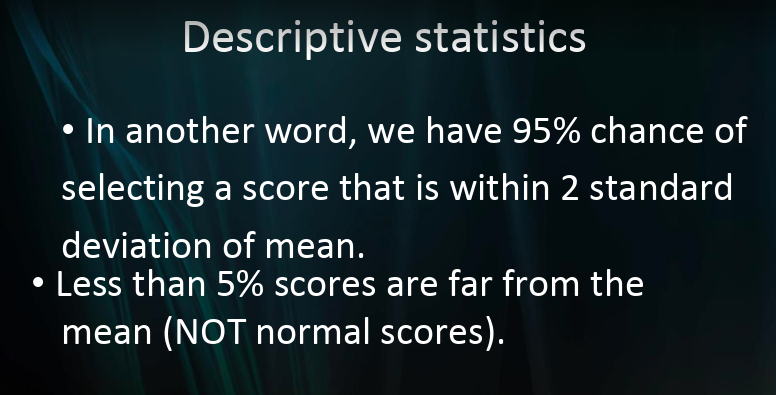 Descriptive statistics
• In another word, we have 95% chance of
selecting a score that is within 2 standard
deviation of mean.
• Less than 5% scores are far from the
mean (NOT normal scores).